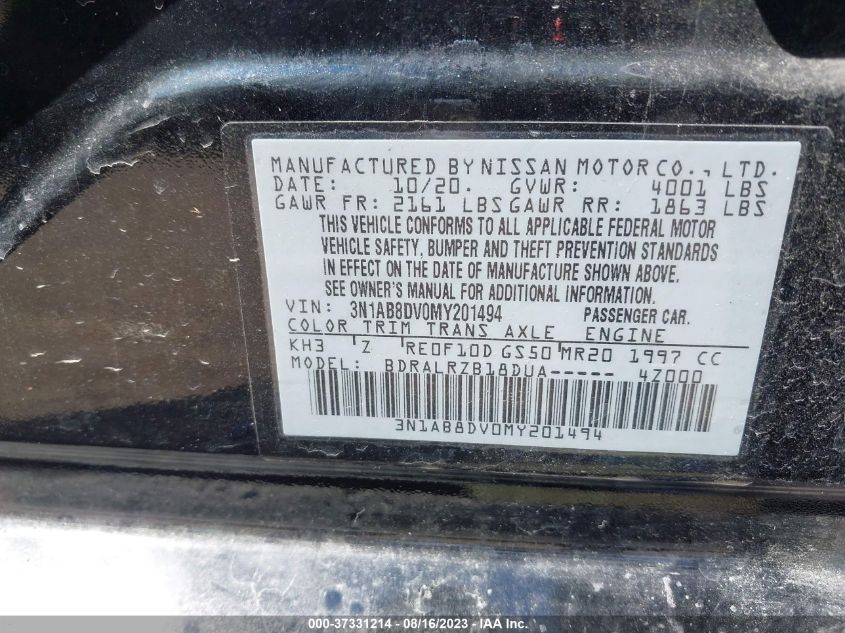 MANUFACTURED BY NISSAN MOTOR CO., LTD.
DATE: 10/20. GVWR: 4001 LBS
GAWR FR: 2161 LBS GAWR RR: 1863 LBS
THIS VEHICLE CONFORMS TO ALL APPLICABLE FEDERAL MOTOR
VEHICLE SAFETY, BUMPER AND THEFT PREVENTION STANDARDS
IN EFFECT ON THE DATE OF MANUFACTURE SHOWN ABOVE.
SEE OWNER'S MANUAL FOR ADDITIONAL INFORMATION.
VIN: 3N1AB8DV0MY201494 PASSENGER CAR.
COLOR TRIM TRANS AXLE ENGINE
KH3 Z RE0F10D GS50 MR20 1997 CC
MODEL: BDRALRZB18DUA----- 4Z000
3N1AB8DV0MY201494
000-37331214 - 08/16/2023 - IAA Inc.